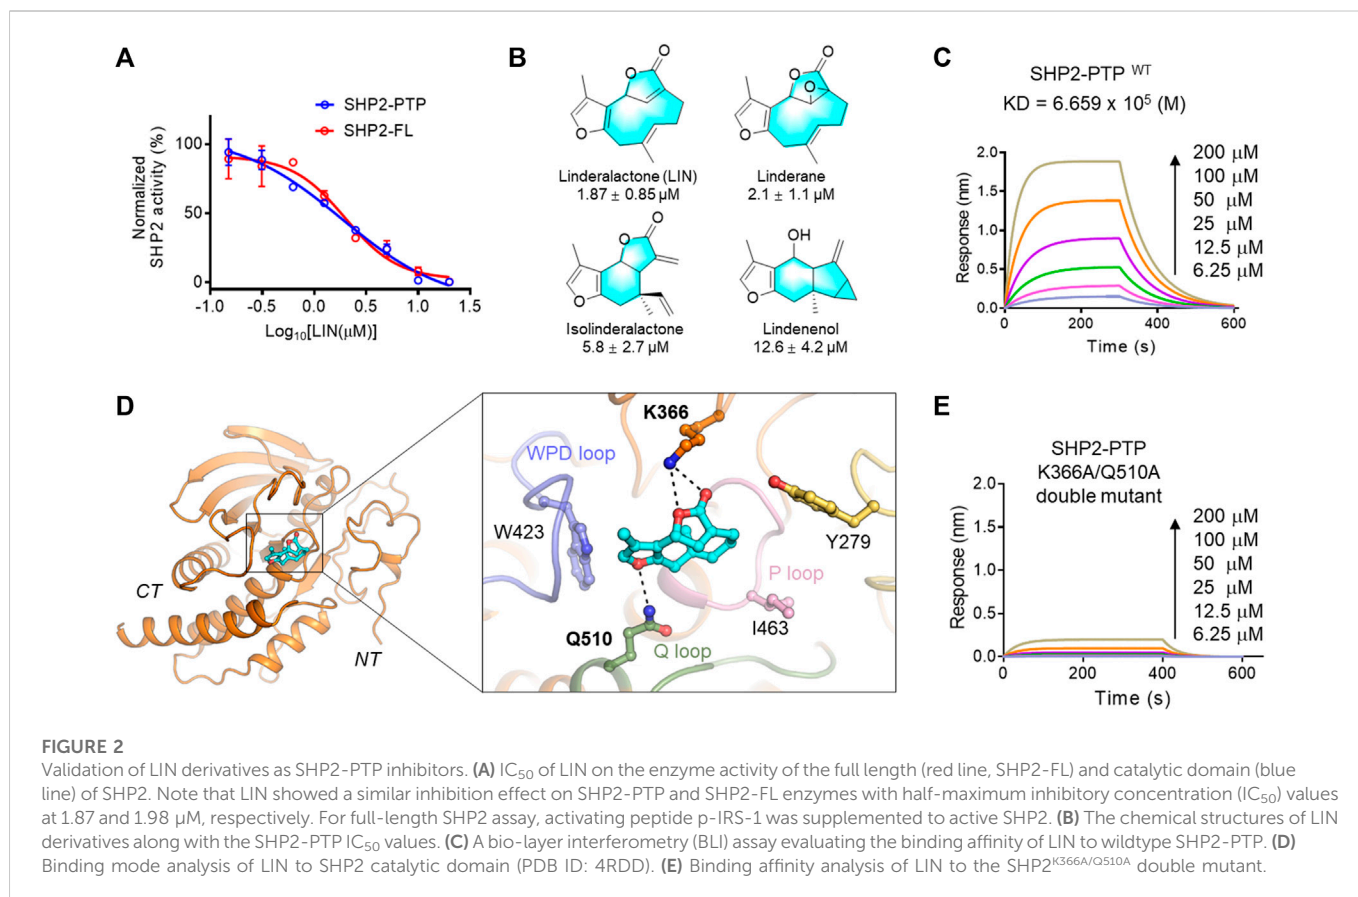 A
SHP2-PTP
SHP2-FL
Normalized
SHP2 activity (%)
100
50
0
-1.0 -0.5 0.0 0.5 1.0 1.5
Log10[LIN(μM)]
B
O
O
O
Linderalactone (LIN)
1.87 ± 0.85 μM
O
O
O
O
Linderane
2.1 ± 1.1 μM
O
O
O
Isolinderalactone
5.8 ± 2.7 μM
OH
O
Lindenenol
12.6 ± 4.2 μM
C
SHP2-PTP WT
KD = 6.659 x 10⁵ (M)
Response (nm)
2.0
1.5
1.0
0.5
0.0
0 200 400 600
Time (s)
200 μM
100 μM
50 μM
25 μM
12.5 μM
6.25 μM
D
CT
NT
K366
WPD loop
W423
Y279
P loop
I463
Q510
Q loop
E
SHP2-PTP
K366A/Q510A
double mutant
Response (nm)
2.0
1.5
1.0
0.5
0.0
0 200 400 600
Time (s)
200 μM
100 μM
50 μM
25 μM
12.5 μM
6.25 μM
FIGURE 2
Validation of LIN derivatives as SHP2-PTP inhibitors. (A) IC50 of LIN on the enzyme activity of the full length (red line, SHP2-FL) and catalytic domain (blue
line) of SHP2. Note that LIN showed a similar inhibition effect on SHP2-PTP and SHP2-FL enzymes with half-maximum inhibitory concentration (IC50) values
at 1.87 and 1.98 μM, respectively. For full-length SHP2 assay, activating peptide p-IRS-1 was supplemented to active SHP2. (B) The chemical structures of LIN
derivatives along with the SHP2-PTP IC50 values. (C) A bio-layer interferometry (BLI) assay evaluating the binding affinity of LIN to wildtype SHP2-PTP. (D)
Binding mode analysis of LIN to SHP2 catalytic domain (PDB ID: 4RDD). (E) Binding affinity analysis of LIN to the SHP2K366A/Q510A double mutant.